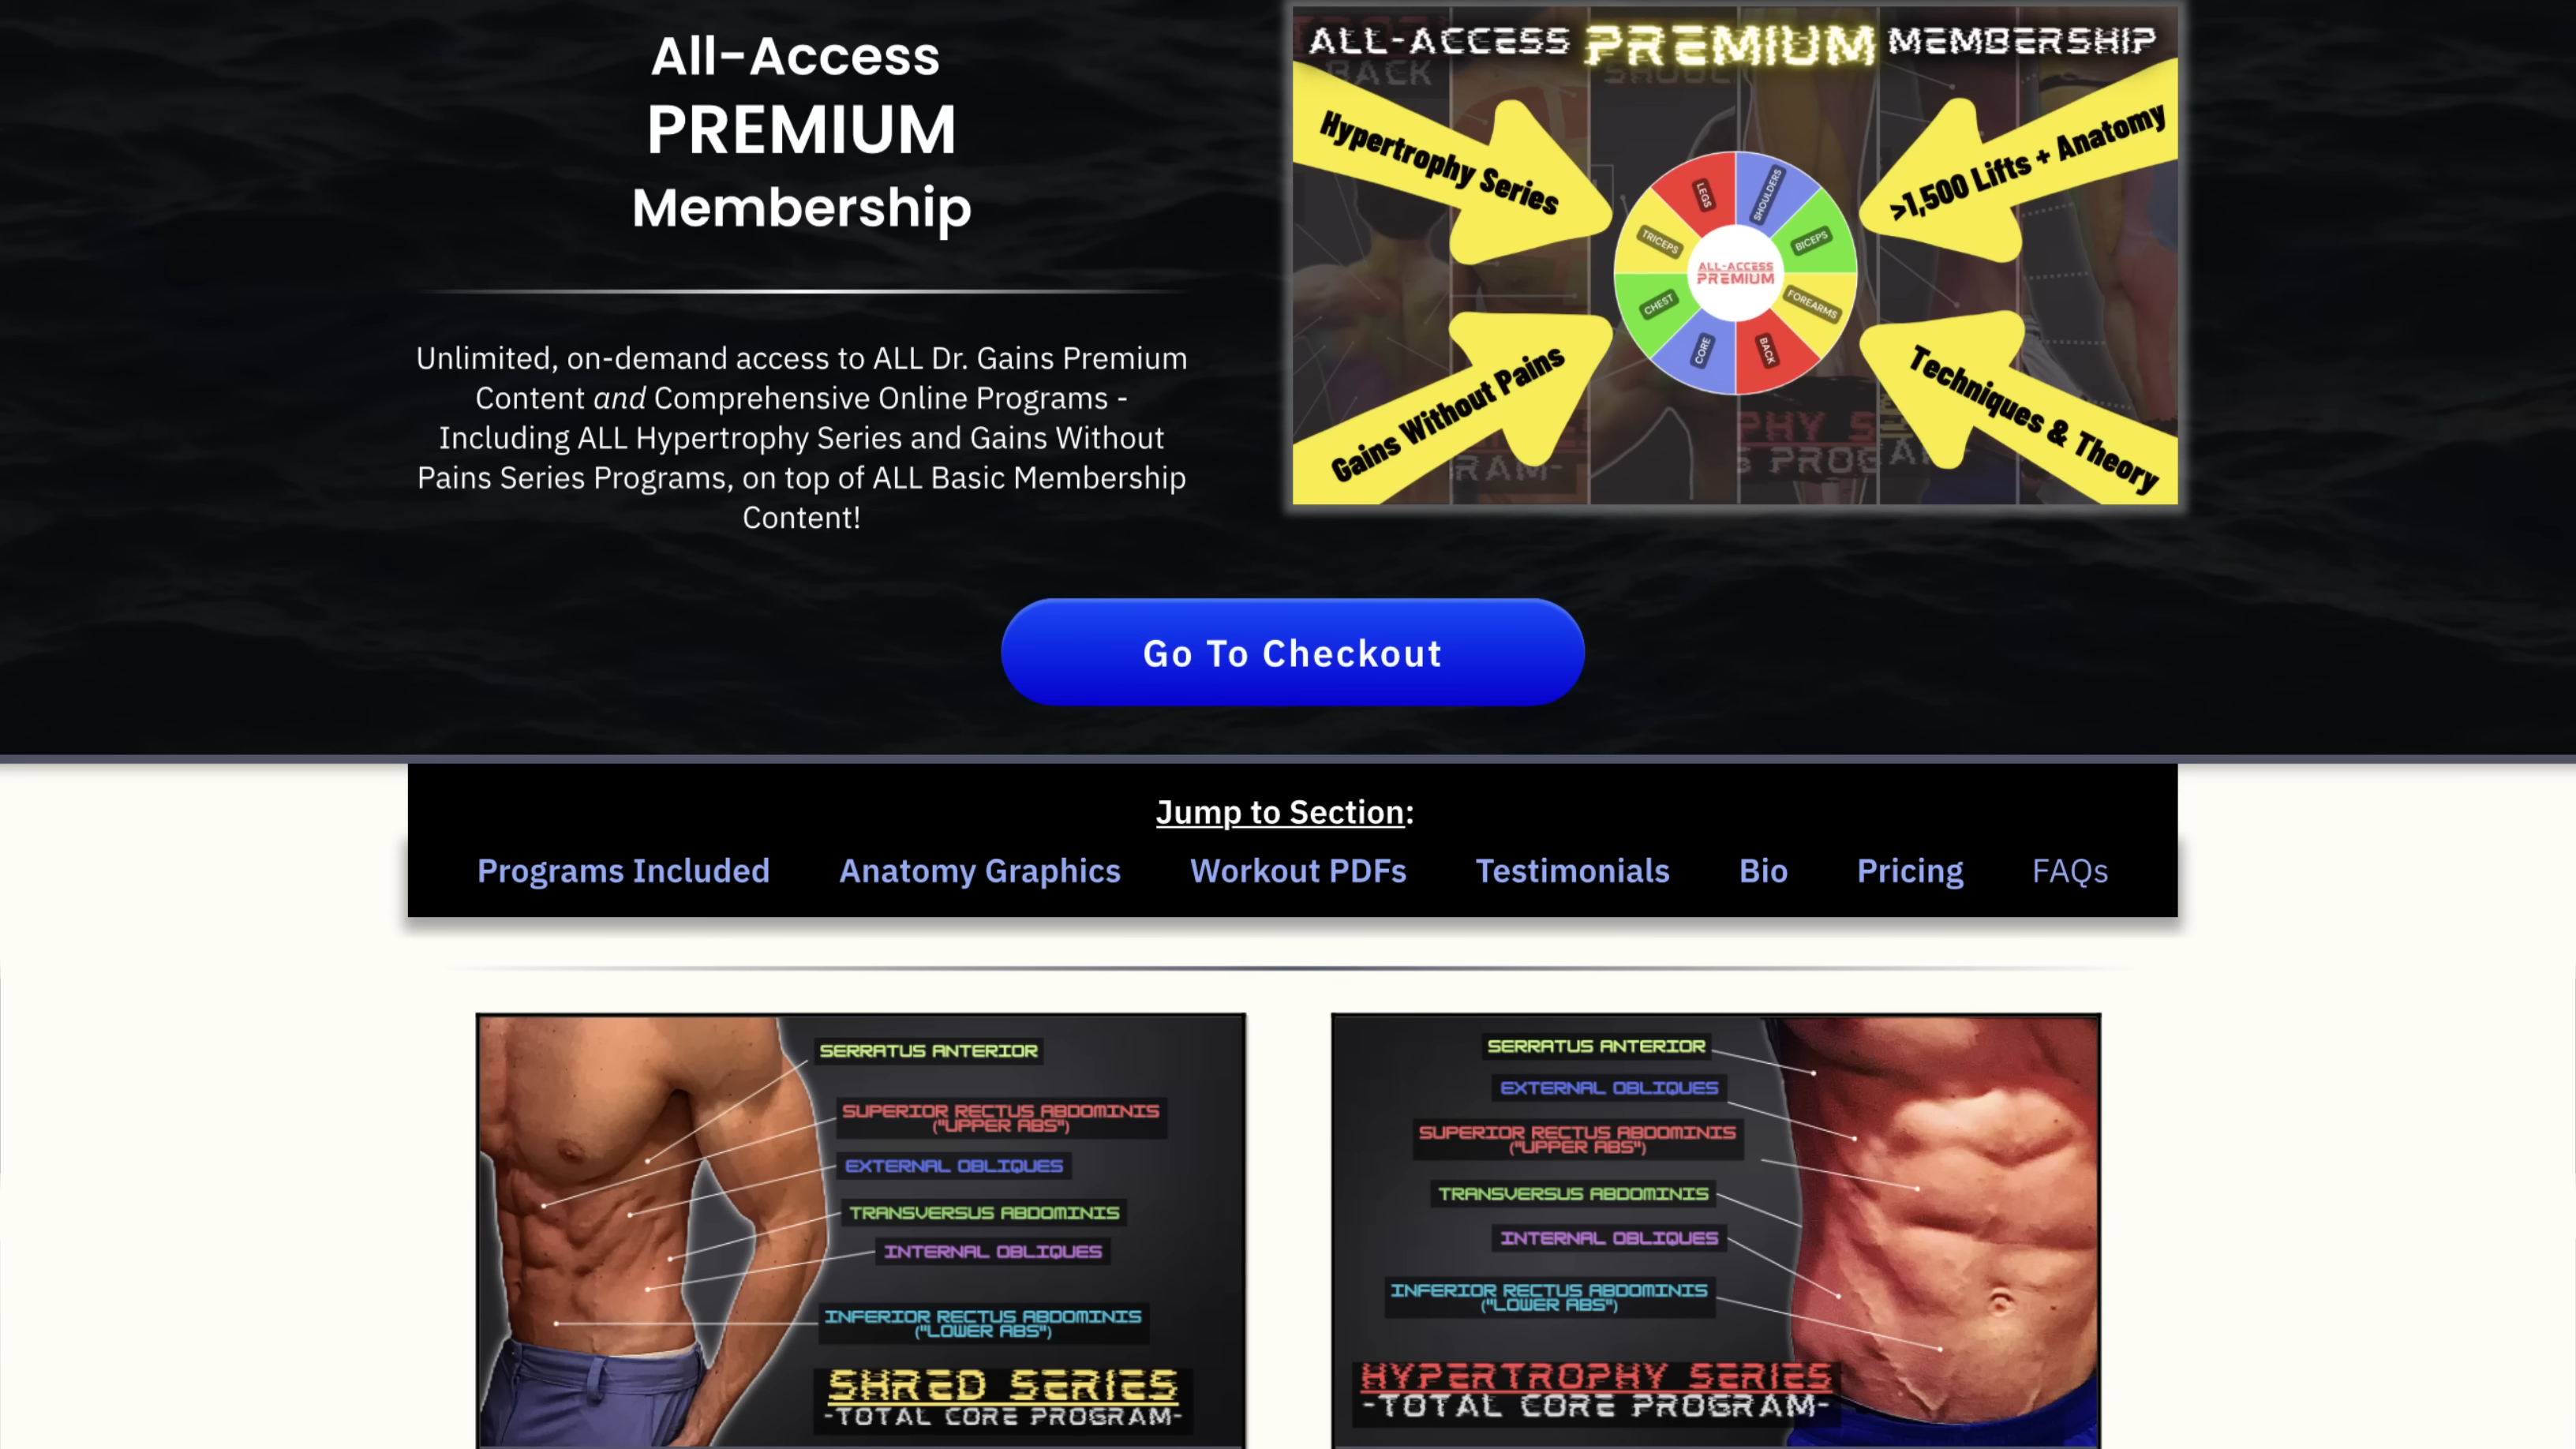 All-Access
PREMIUM
Membership
Unlimited, on-demand access to ALL Dr. Gains Premium
Content and Comprehensive Online Programs -
Including ALL Hypertrophy Series and Gains Without
Pains Series Programs, on top of ALL Basic Membership
Content!
ALL-ACCESS PREMIUM MEMBERSHIP
BACK
Hypertrophy Series
>1,500 Lifts + Anatomy
LEGS
SHOULDERS
TRICEPS
BICEPS
ALL-ACCESS
PREMIUM
CHEST
FOREARMS
CORE
BACK
Gains Without Pains
Techniques & Theory
Go To Checkout
Jump to Section:
Programs Included Anatomy Graphics Workout PDFs Testimonials Bio Pricing FAQs
SERRATUS ANTERIOR
SUPERIOR RECTUS ABDOMINIS
("UPPER ABS")
EXTERNAL OBLIQUES
TRANSVERSUS ABDOMINIS
INTERNAL OBLIQUES
INFERIOR RECTUS ABDOMINIS
("LOWER ABS")
SHRED SERIES
-TOTAL CORE PROGRAM-
SERRATUS ANTERIOR
EXTERNAL OBLIQUES
SUPERIOR RECTUS ABDOMINIS
("UPPER ABS")
TRANSVERSUS ABDOMINIS
INTERNAL OBLIQUES
INFERIOR RECTUS ABDOMINIS
("LOWER ABS")
HYPERTROPHY SERIES
-TOTAL CORE PROGRAM-